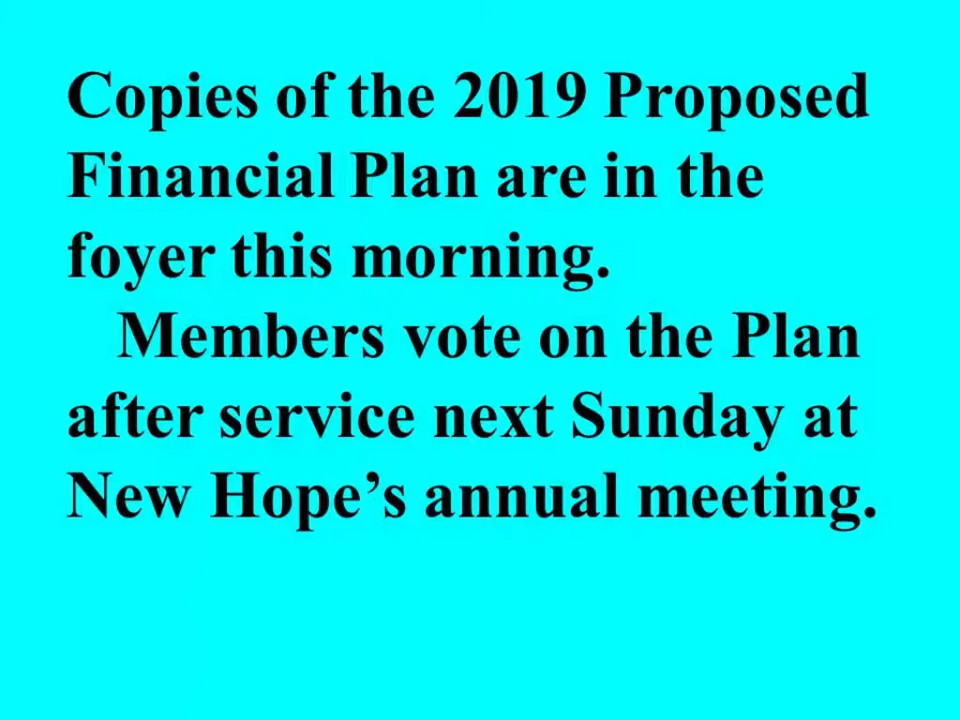 Copies of the 2019 Proposed
Financial Plan are in the
foyer this morning.
Members vote on the Plan
after service next Sunday at
New Hope’s annual meeting.